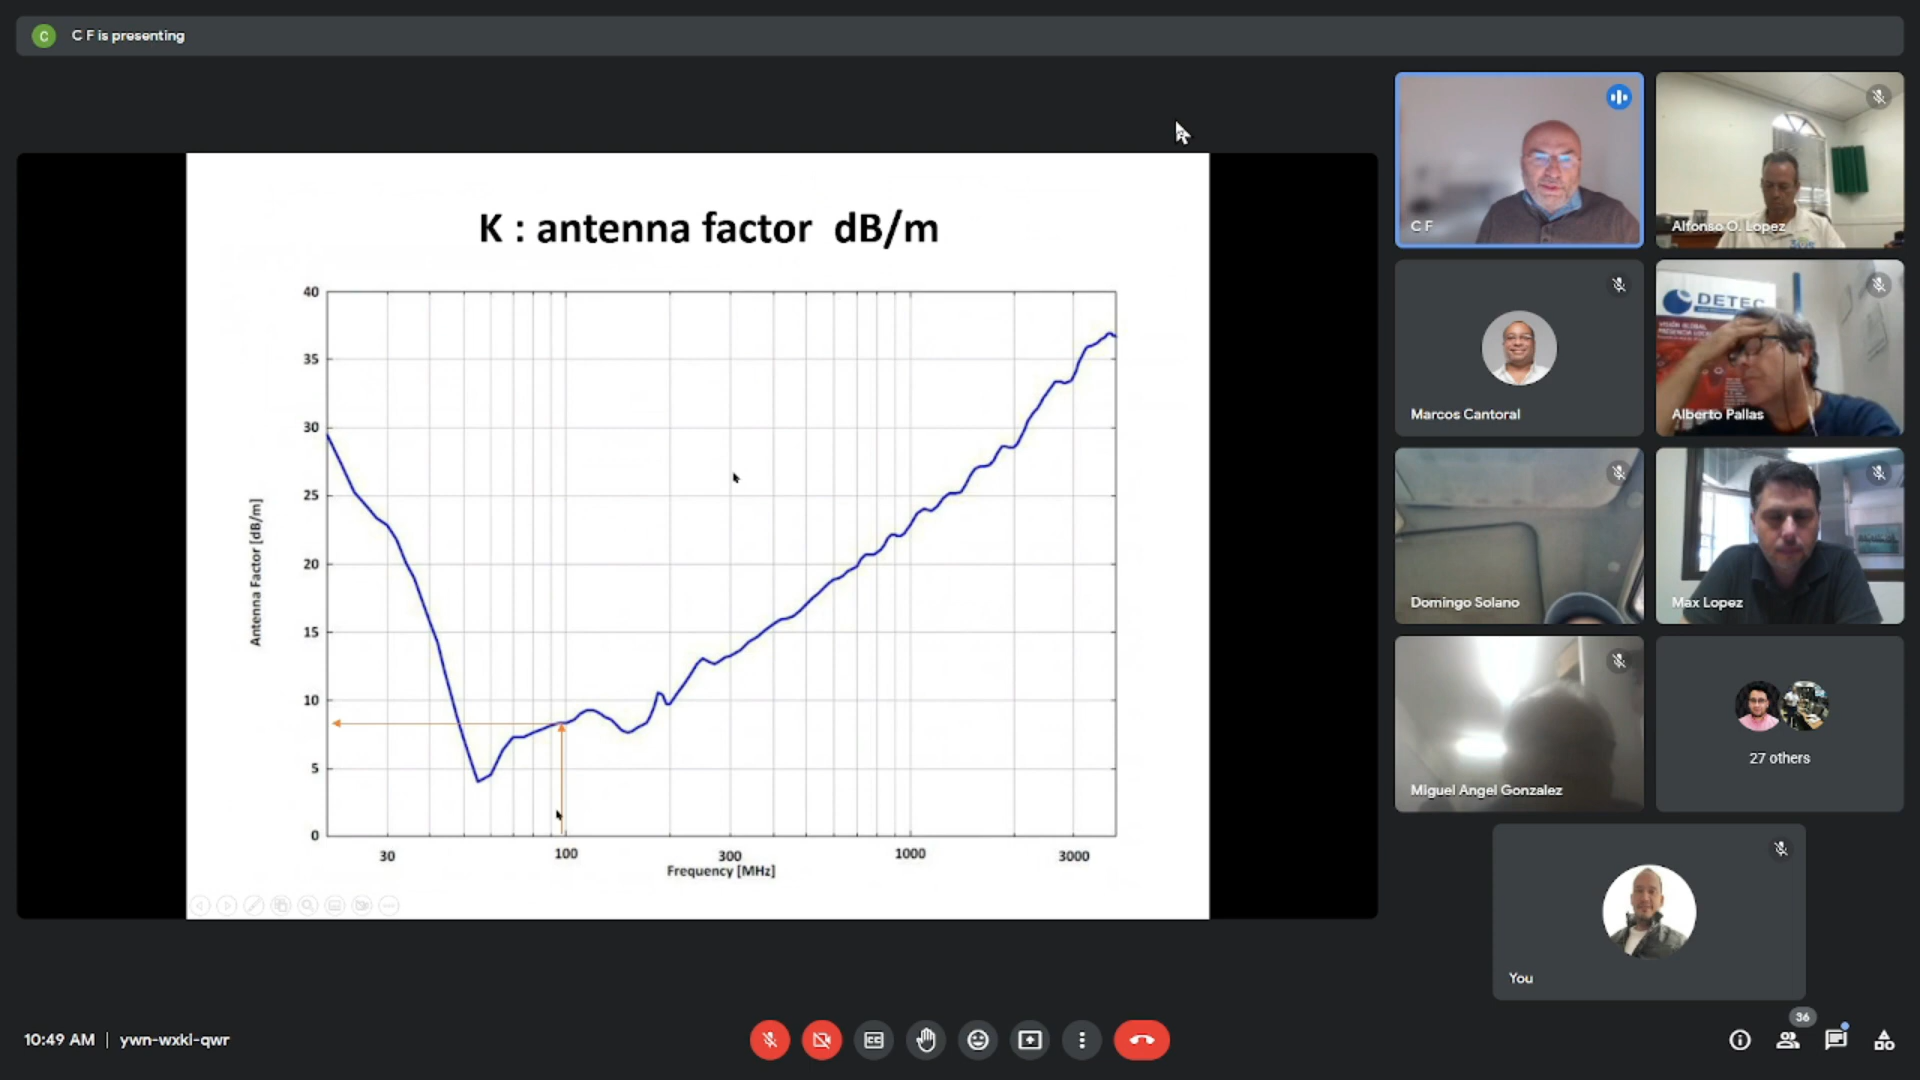 C
C F is presenting
K : antenna factor dB/m
40
35
30
25
20
15
10
5
0
Antenna Factor [dB/m]
30
100
300
1000
3000
Frequency [MHz]
C F
Alfonso O. Lopez
Marcos Cantoral
DETEC
Alberto Pallas
Domingo Solano
Max Lopez
Miguel Angel Gonzalez
27 others
You
10:49 AM | ywn-wxki-qwr
CC
36